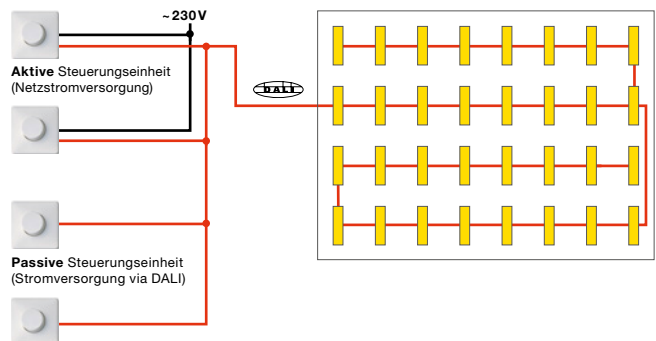 ~230V
Aktive Steuerungseinheit
(Netzstromversorgung)
DALI
Passive Steuerungseinheit
(Stromversorgung via DALI)